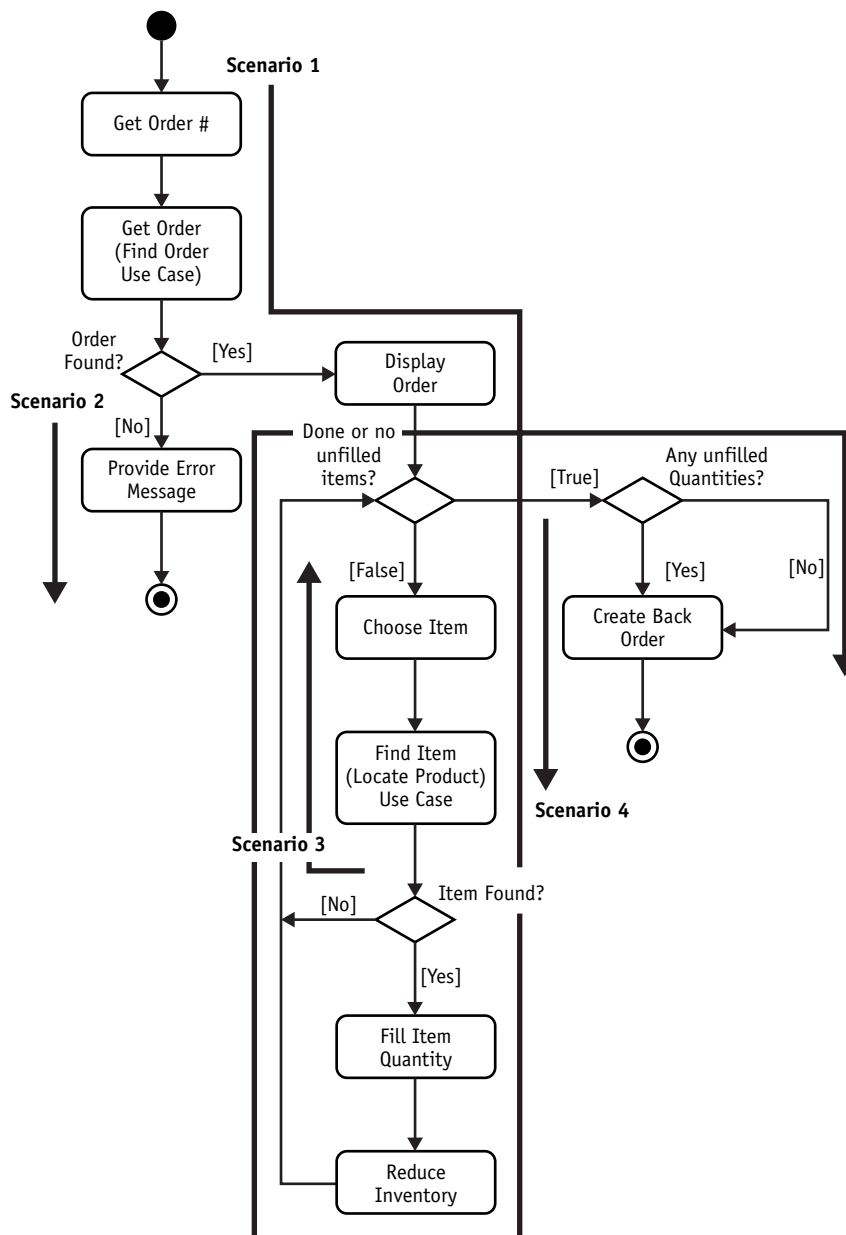 Scenario 1
Get Order #
Get Order
(Find Order
Use Case)
Order
Found?
[Yes]
Display
Order
Scenario 2
[No]
Provide Error
Message
Done or no
unfilled
items?
[True]
Any unfilled
Quantities?
[False]
[Yes]
[No]
Choose Item
Create Back
Order
Find Item
(Locate Product)
Use Case
Scenario 4
Scenario 3
Item Found?
[No]
[Yes]
Fill Item
Quantity
Reduce
Inventory